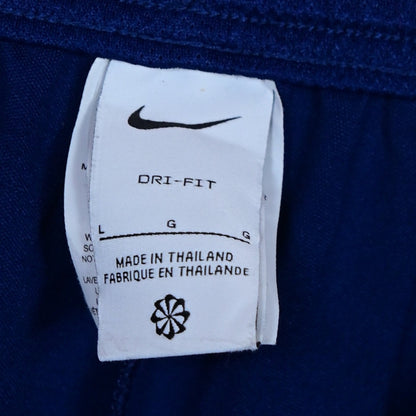 DRI-FIT
L G G
MADE IN THAILAND
FABRIQUE EN THAILANDE